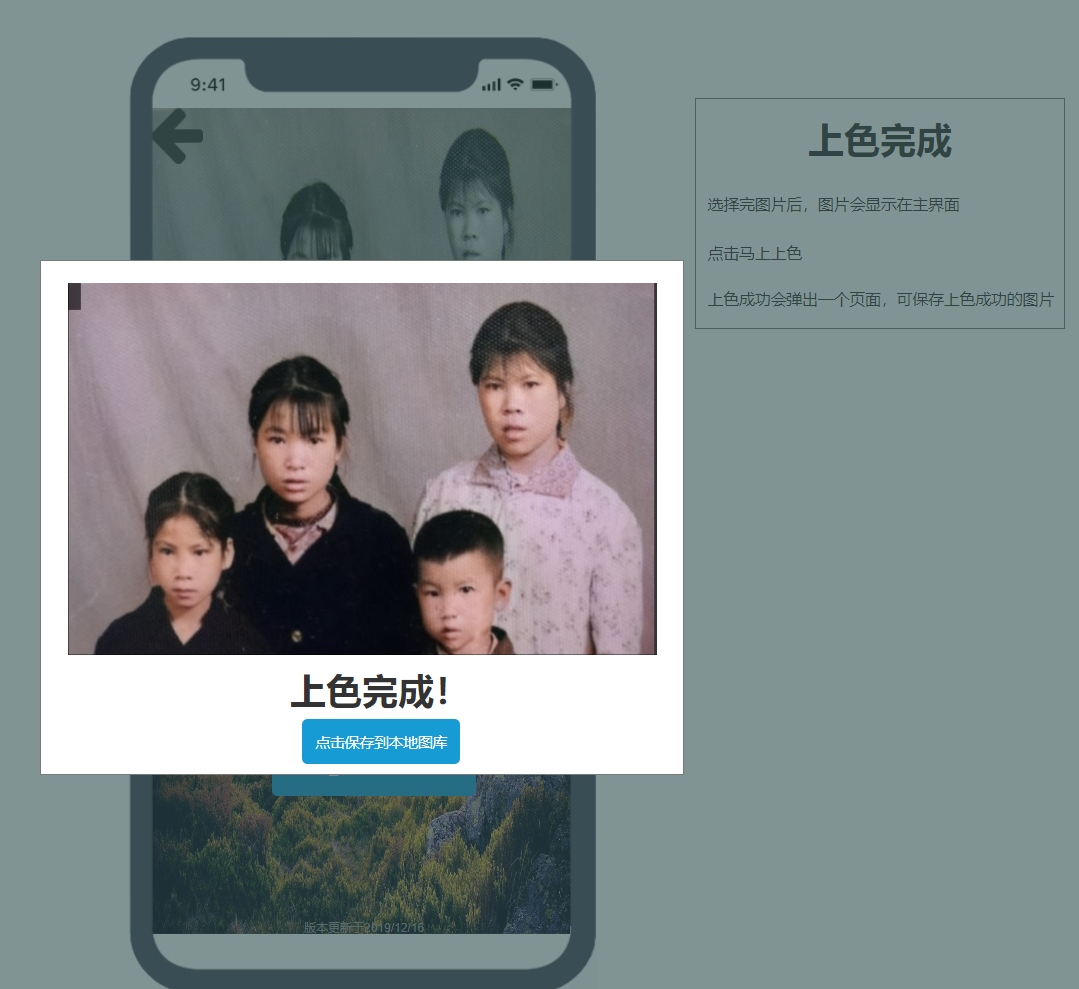 9:41
上色完成
选择完图片后，图片会显示在主界面
点击马上上色
上色成功会弹出一个页面，可保存上色成功的图片
上色完成！
点击保存到本地图库
版本更新于2019/12/16